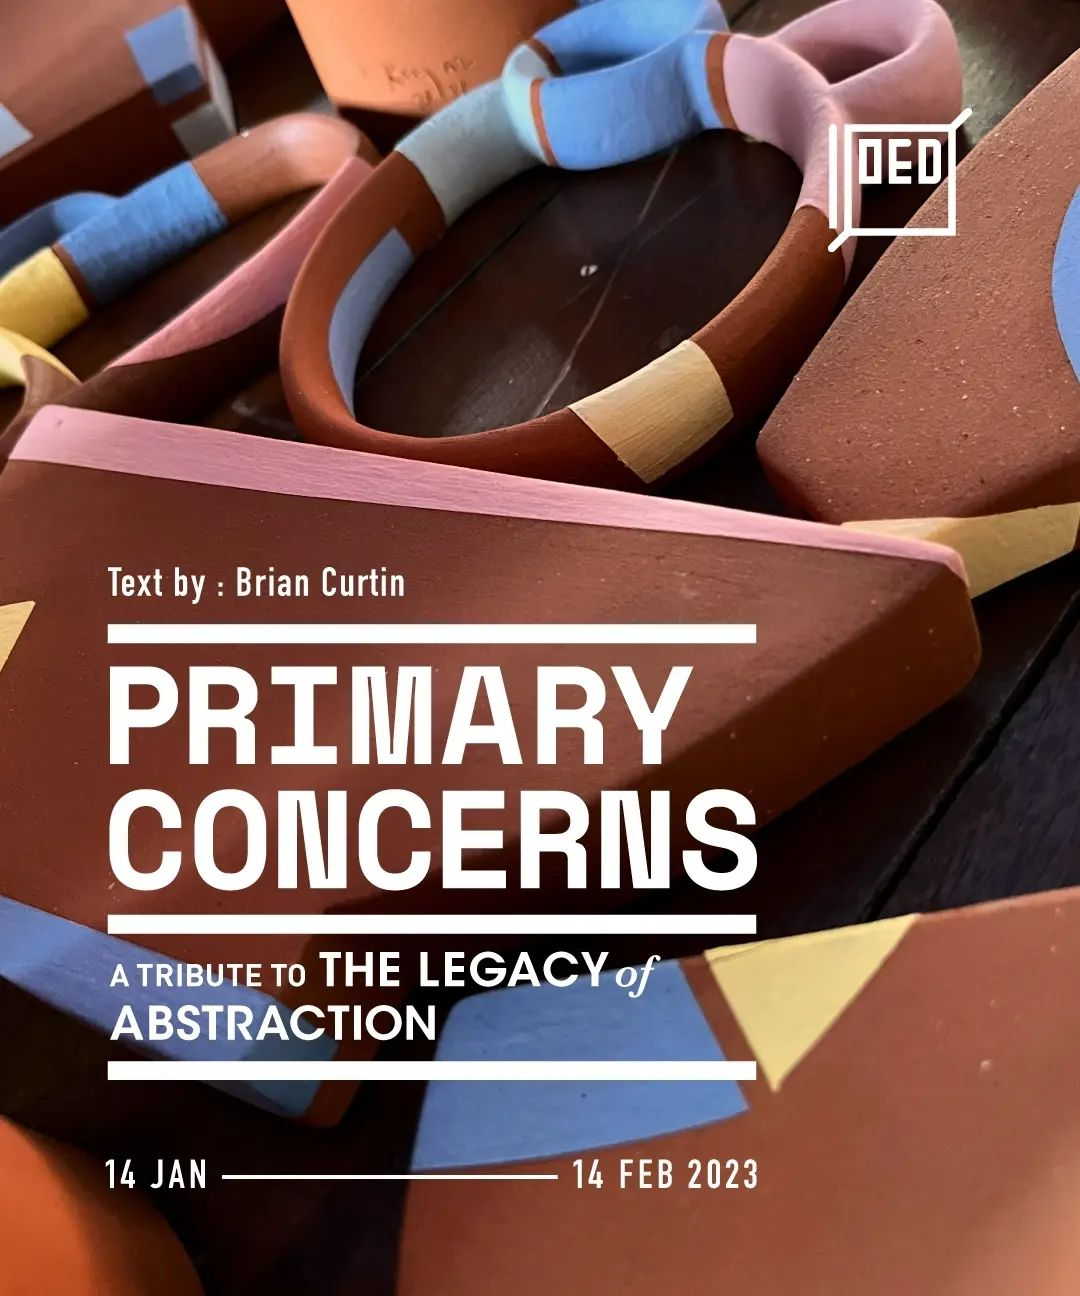 OED
Text by : Brian Curtin
PRIMARY
CONCERNS
A TRIBUTE TO THE LEGACY of
ABSTRACTION
14 JAN 14 FEB 2023